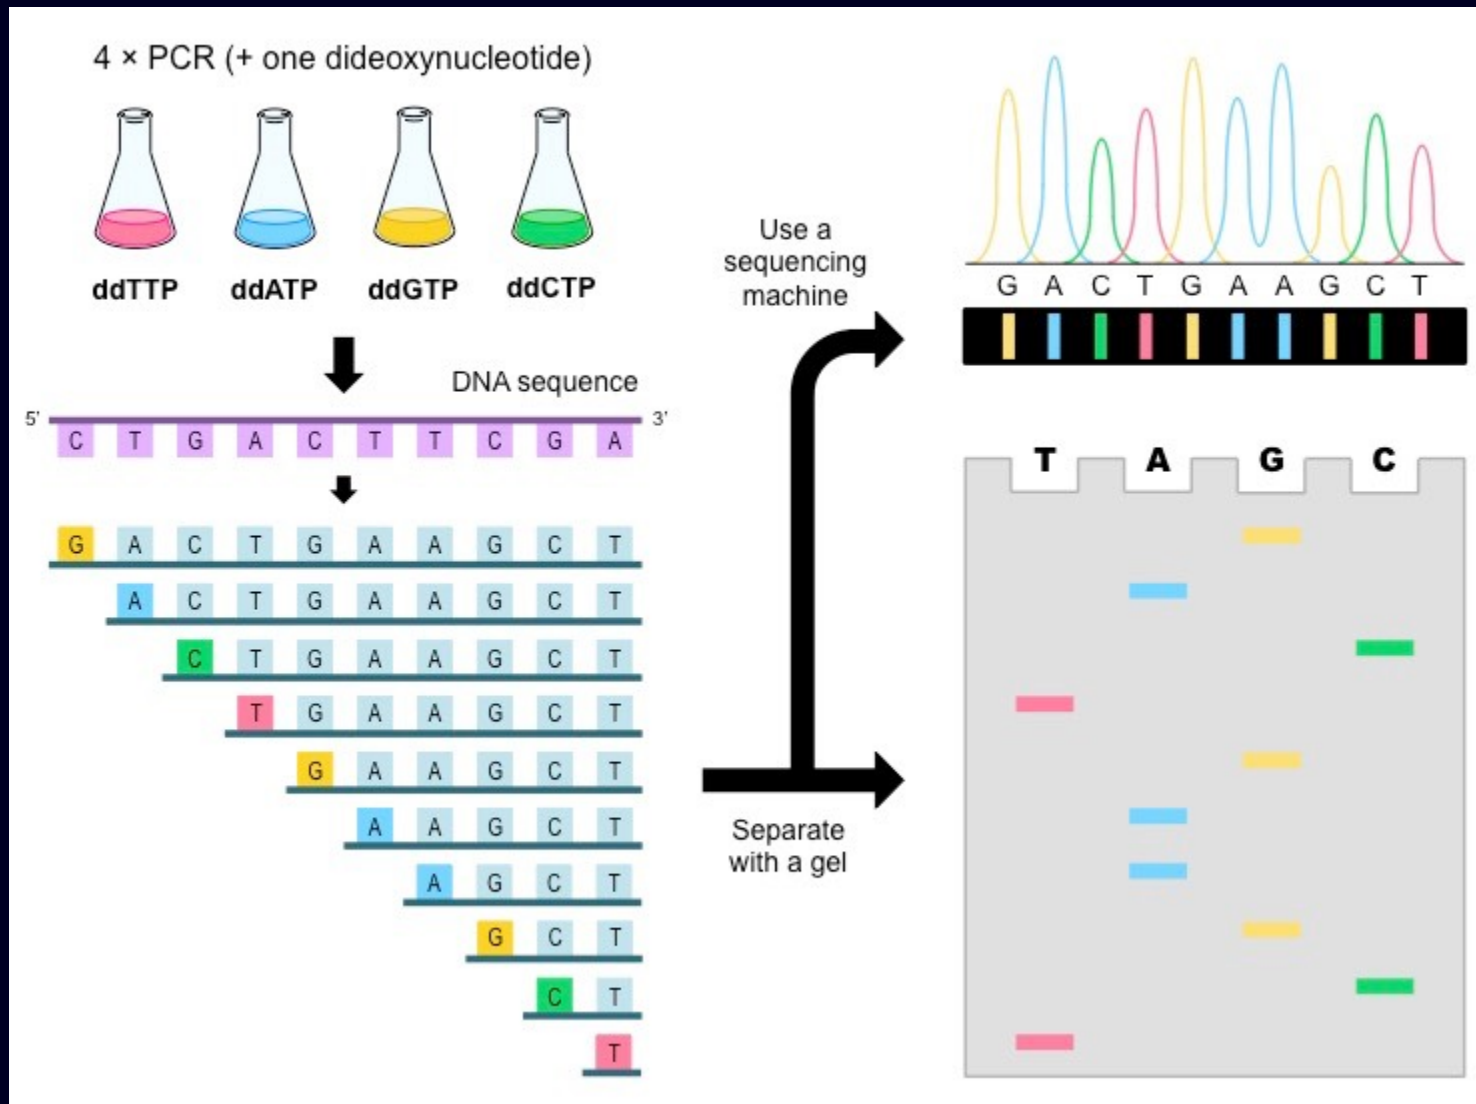 4 × PCR (+ one dideoxynucleotide)
ddTTP ddATP ddGTP ddCTP
DNA sequence
5' 3'
C T G A C T T C G A
G A C T G A A G C T
A C T G A A G C T
C T G A A G C T
T G A A G C T
G A A G C T
A A G C T
A G C T
G C T
C T
T
Use a
sequencing
machine
Separate
with a gel
G A C T G A A G C T
T A G C